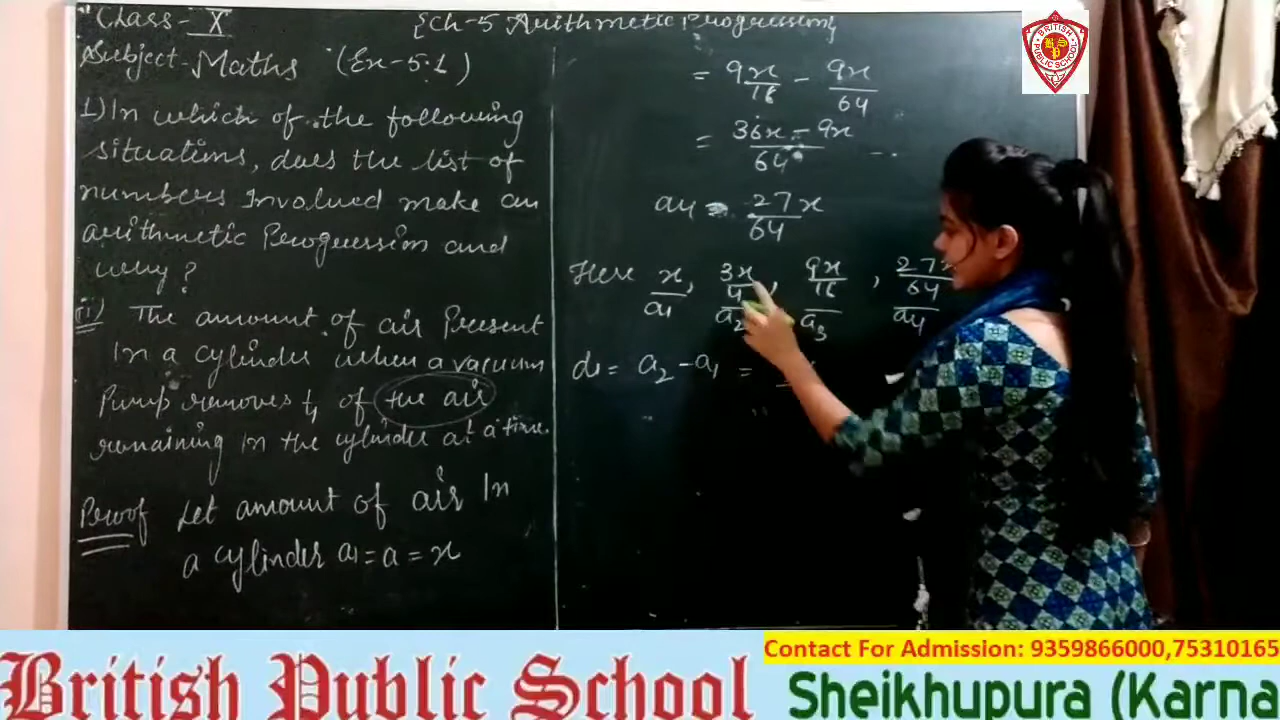 Class - X
[Ch-5 Arithmetic Progression]
Subject - Maths (Ex-5.1)
1) In which of the following
situations, does the list of
numbers involved make an
arithmetic Progression and
why?
(ii) The amount of air Present
In a cylinder when a vacuum
Pump removes 1/4 of the air
remaining in the cylinder at a time.
Proof Let amount of air In
a cylinder a1 = a = x
= 9x/16 - 9x/64
= 36x - 9x/64
a4 = 27x/64
Here x, 3x/4, 9x/16, 27x/64
a1 a2 a3 a4
d1 = a2 - a1 =
BRITISH
PUBLIC SCHOOL
Contact For Admission: 9359866000,75310165
British Public School
Sheikhupura (Karna